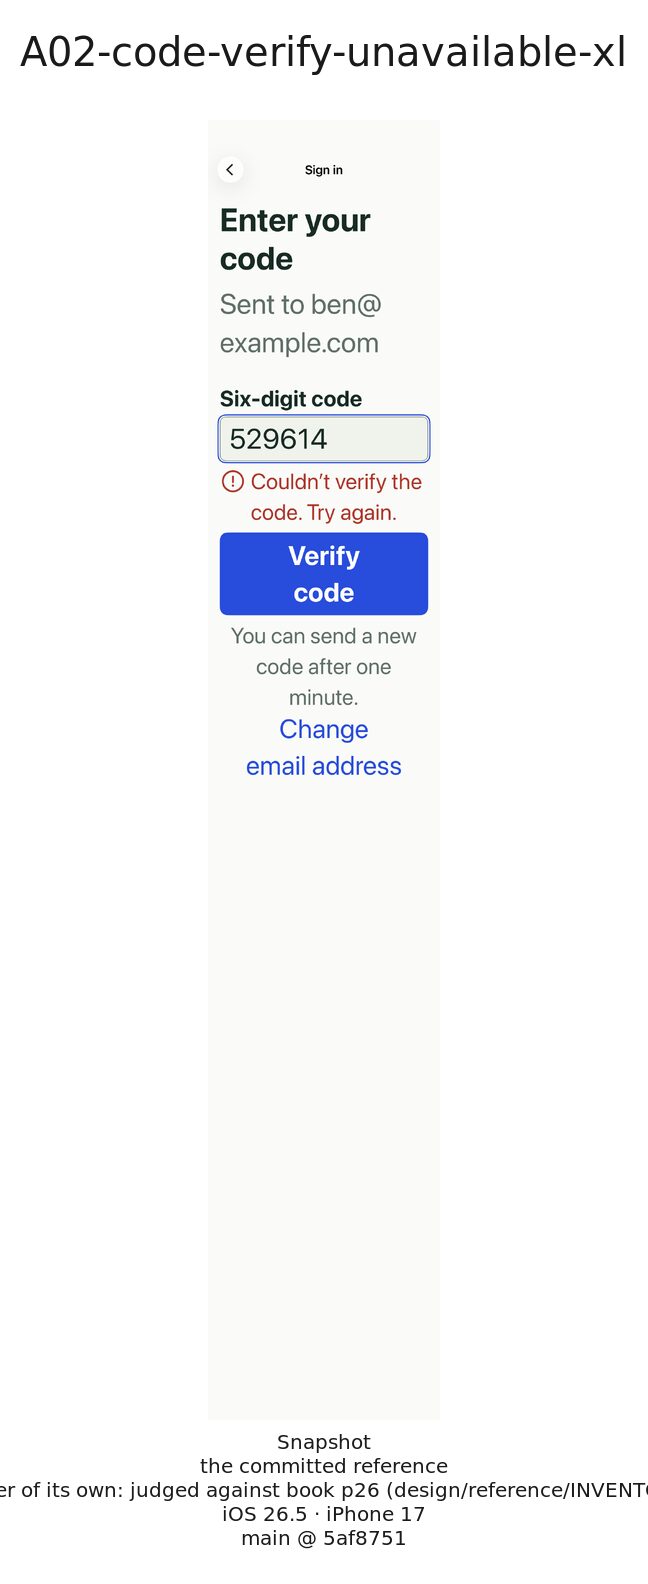 A02-code-verify-unavailable-xl
Sign in
Enter your
code
Sent to ben@
example.com
Six-digit code
529614
Couldn’t verify the
code. Try again.
Verify
code
You can send a new
code after one
minute.
Change
email address
Snapshot
the committed reference
of its own: judged against book p26 (design/reference/
iOS 26.5 · iPhone 17
main @ 5af8751